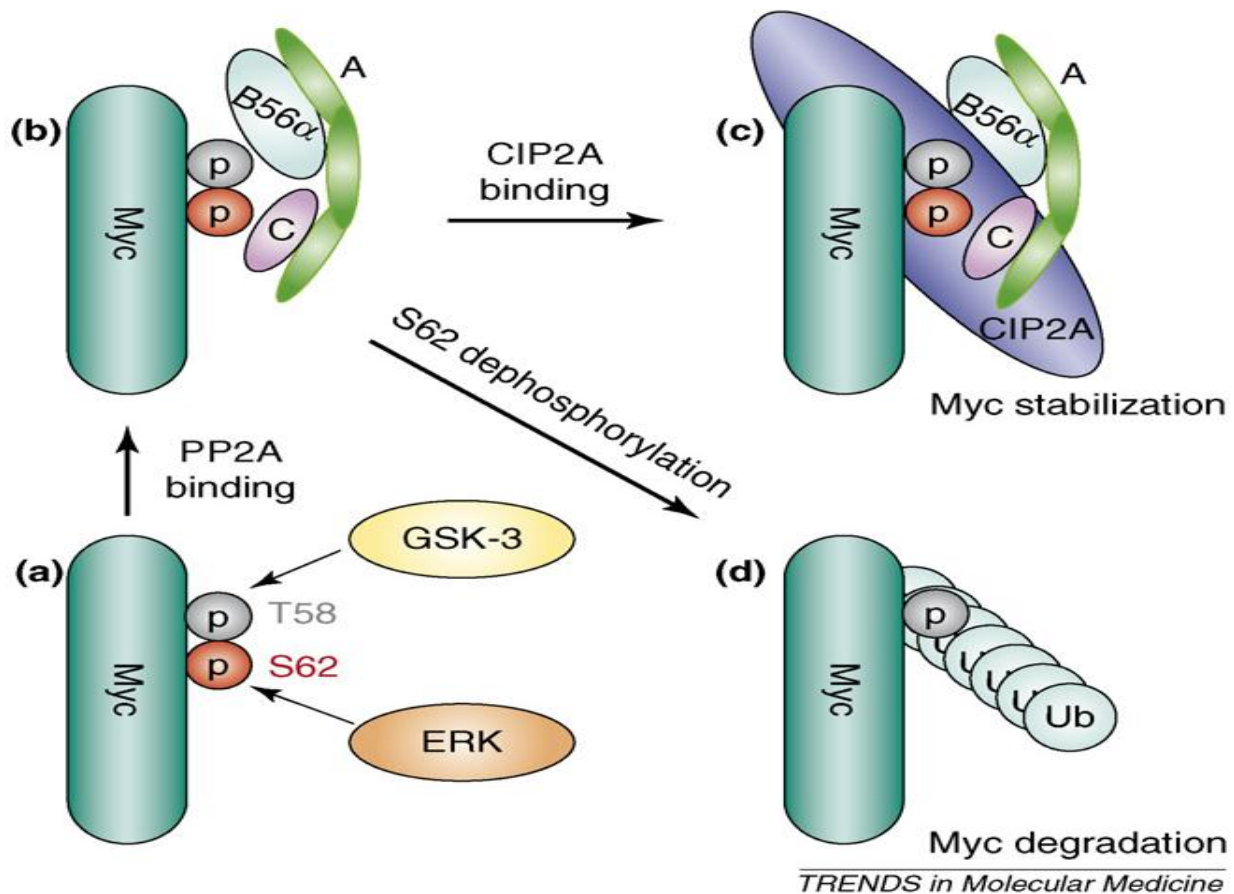 (b)
Myc
p
p
B56α
A
C
CIP2A
binding
(c)
Myc
p
p
B56α
A
C
CIP2A
Myc stabilization
S62 dephosphorylation
PP2A
binding
(a)
Myc
p
T58
p
S62
GSK-3
ERK
(d)
Myc
p
U
U
U
U
Ub
Myc degradation
TRENDS in Molecular Medicine